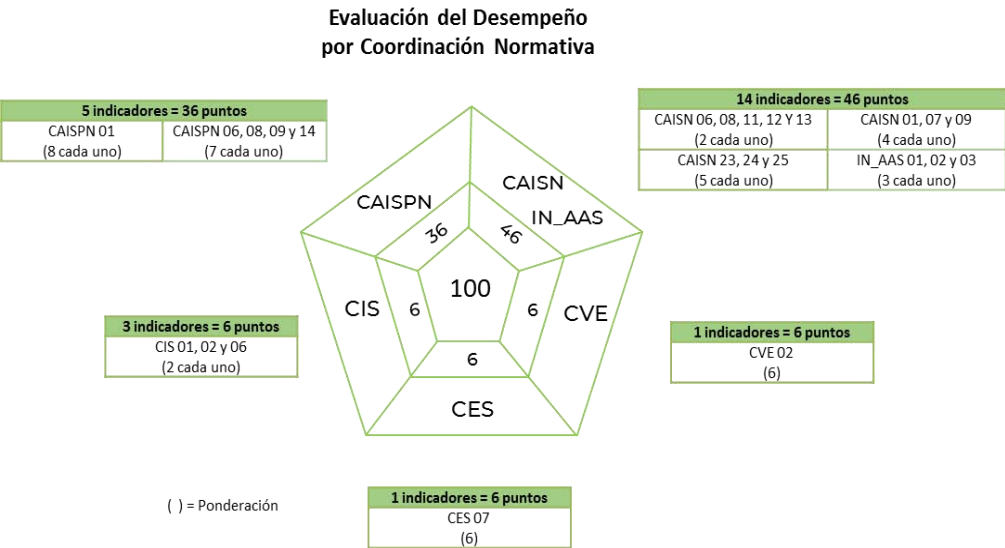 Evaluación del Desempeño
por Coordinación Normativa
5 indicadores = 36 puntos
CAISPN 01
(8 cada uno)
CAISPN 06, 08, 09 y 14
(7 cada uno)
14 indicadores = 46 puntos
CAISN 06, 08, 11, 12 Y 13
(2 cada uno)
CAISN 01, 07 y 09
(4 cada uno)
CAISN 23, 24 y 25
(5 cada uno)
IN_AAS 01, 02 y 03
(3 cada uno)
CAISPN
CAISN
IN_AAS
36
46
100
CIS
6
6
CVE
6
CES
3 indicadores = 6 puntos
CIS 01, 02 y 06
(2 cada uno)
1 indicadores = 6 puntos
CVE 02
(6)
( ) = Ponderación
1 indicadores = 6 puntos
CES 07
(6)